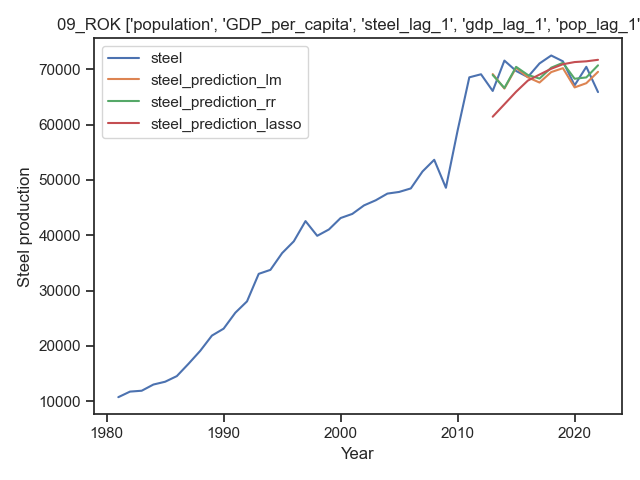 09_ROK ['population', 'GDP_per_capita', 'steel_lag_1', 'gdp_lag_1', 'pop_lag_1'
steel
steel_prediction_lm
steel_prediction_rr
steel_prediction_lasso
70000
60000
50000
40000
30000
20000
10000
Steel production
1980 1990 2000 2010 2020
Year